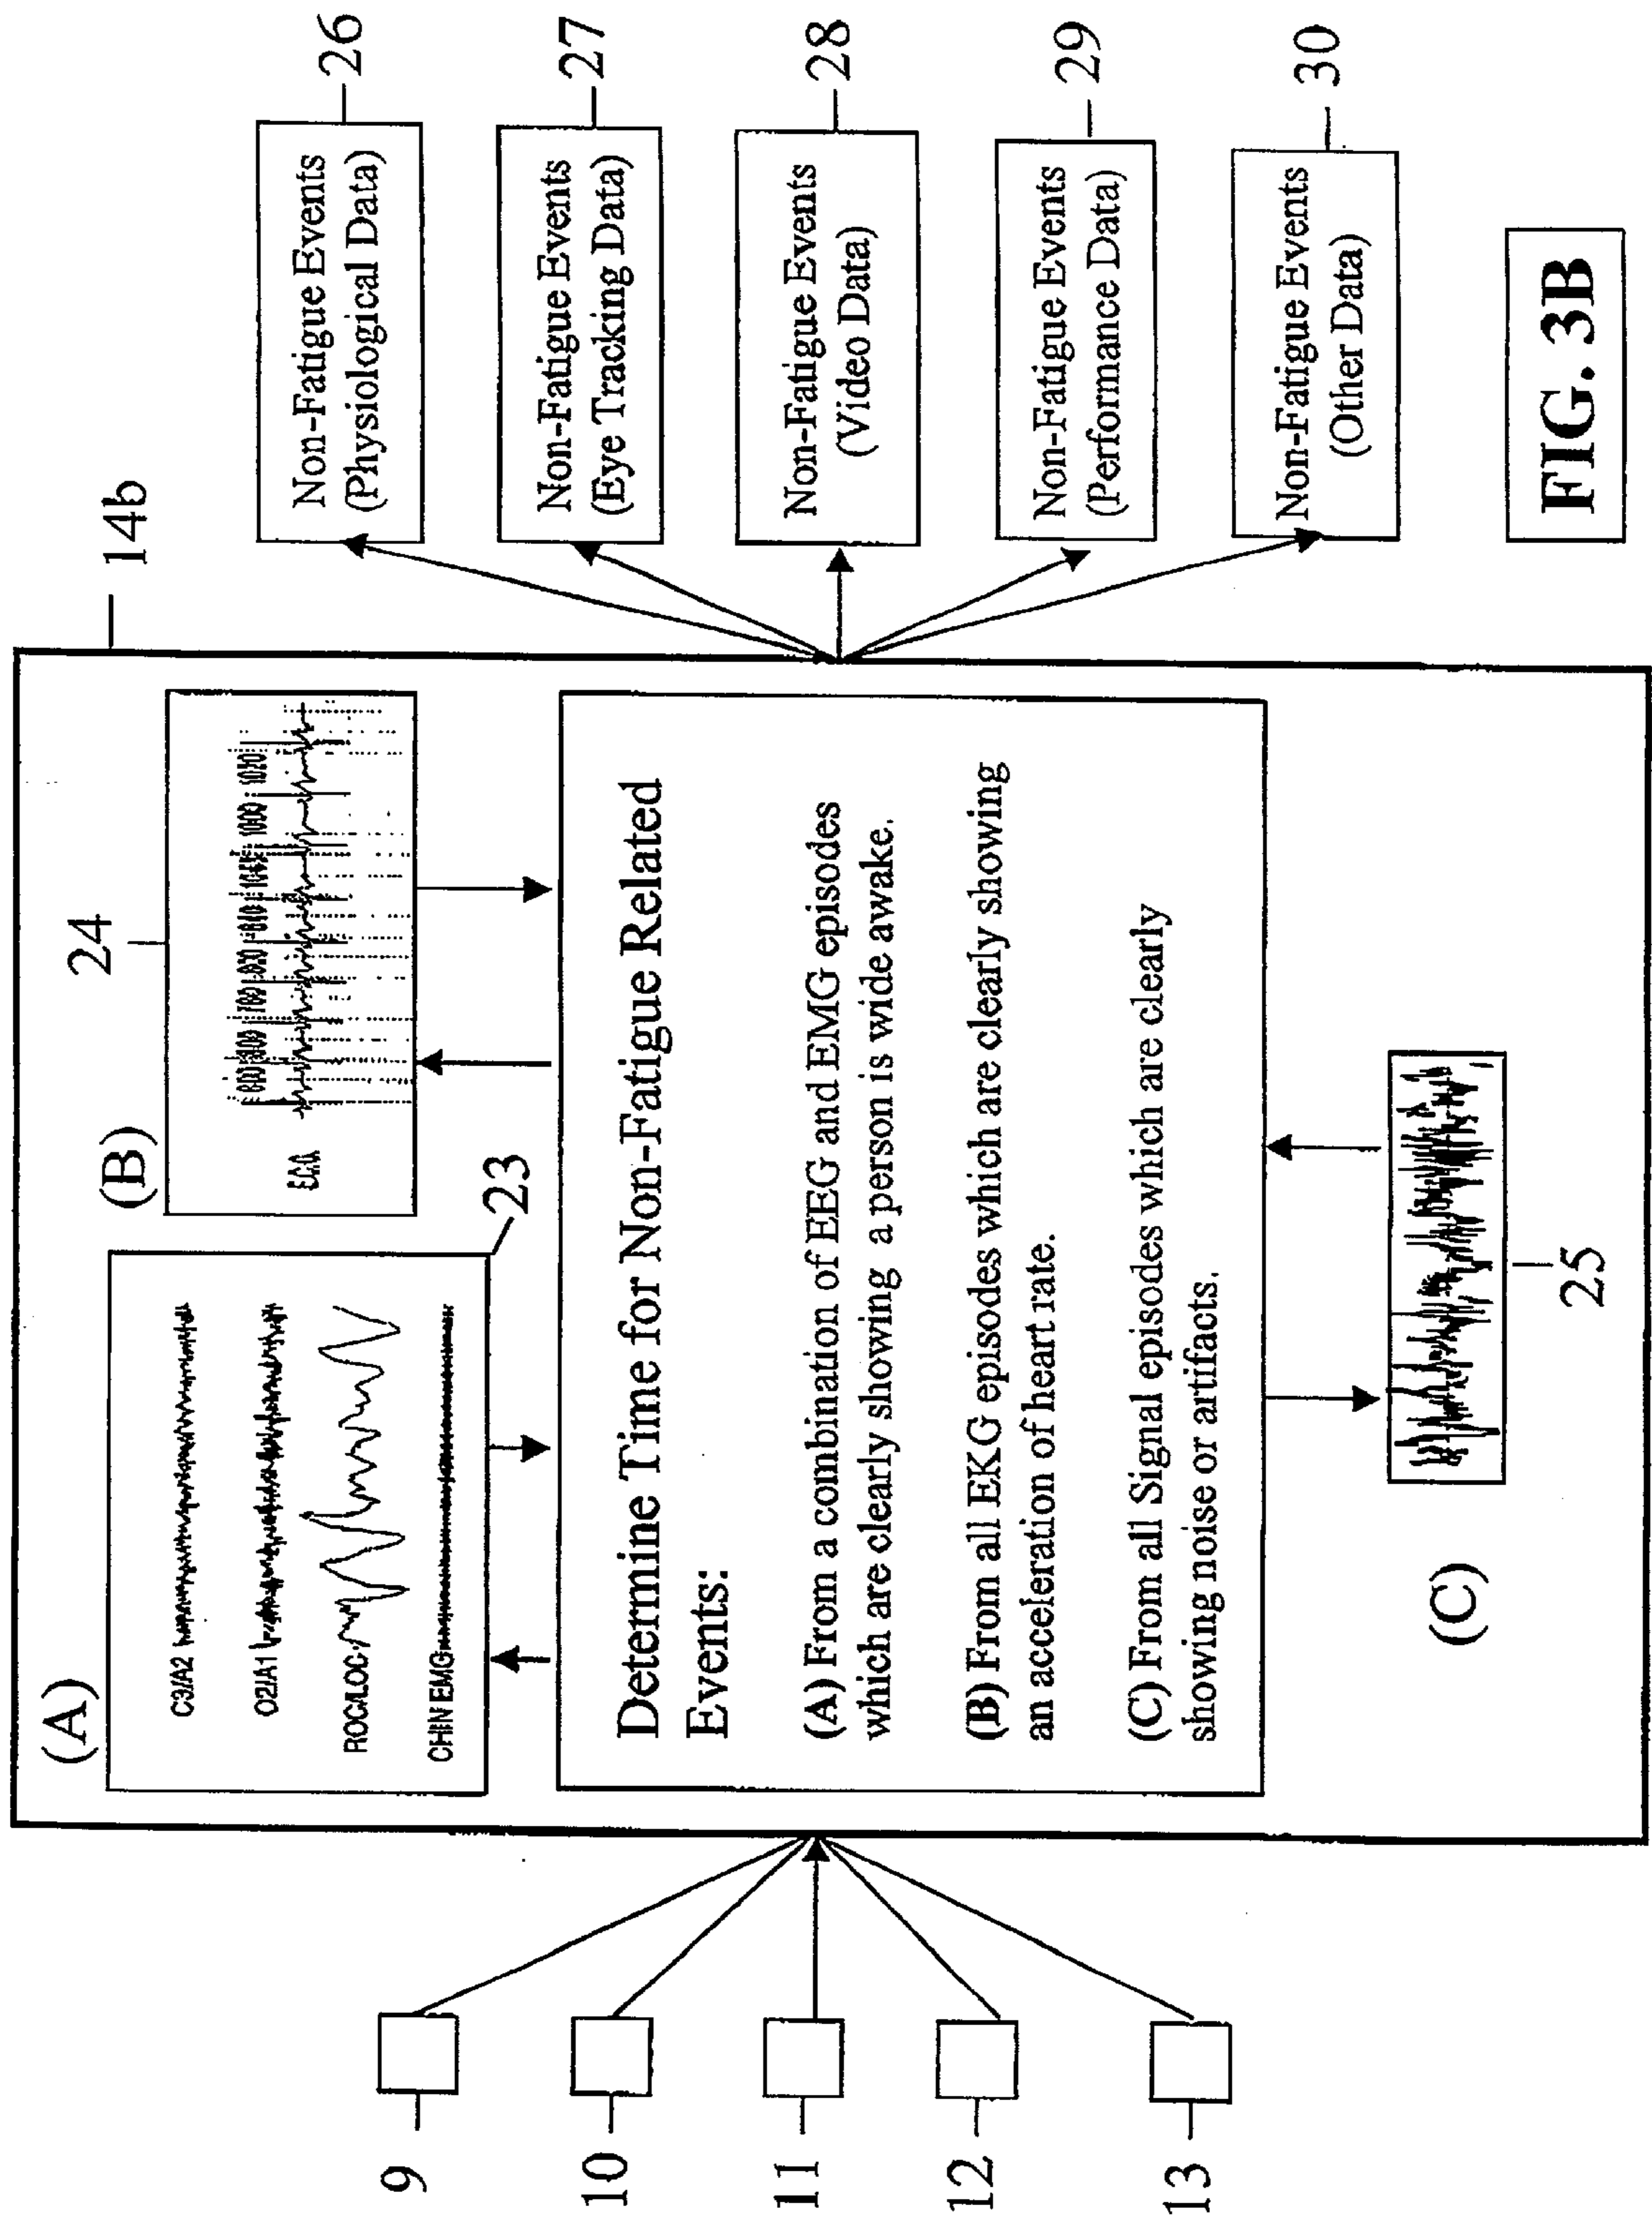 14b
(A)
C3/A2
O2/A1
ROC/LOC
CHIN EMG
23
(B)
24
E.C.G.
Determine Time for Non-Fatigue Related
Events:
(A) From a combination of EEG and EMG episodes
which are clearly showing a person is wide awake.
(B) From all EKG episodes which are clearly showing
an acceleration of heart rate.
(C) From all Signal episodes which are clearly
showing noise or artifacts.
(C)
25
9
10
11
12
13
Non-Fatigue Events
(Physiological Data)
26
Non-Fatigue Events
(Eye Tracking Data)
27
Non-Fatigue Events
(Video Data)
28
Non-Fatigue Events
(Performance Data)
29
Non-Fatigue Events
(Other Data)
30
FIG. 3B